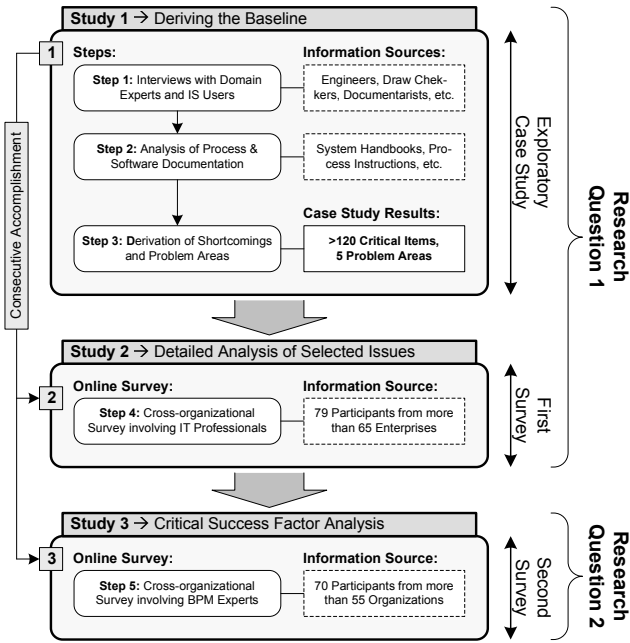 Study 1 → Deriving the Baseline
1
Steps:
Information Sources:
Step 1: Interviews with Domain
Experts and IS Users
Engineers, Draw Chek-
kers, Documentarists, etc.
Step 2: Analysis of Process &
Software Documentation
System Handbooks, Pro-
cess Instructions, etc.
Case Study Results:
Step 3: Derivation of Shortcomings
and Problem Areas
>120 Critical Items,
5 Problem Areas
Exploratory
Case Study
Research
Question 1
Consecutive Accomplishment
Study 2 → Detailed Analysis of Selected Issues
2
Online Survey:
Information Source:
Step 4: Cross-organizational
Survey involving IT Professionals
79 Participants from more
than 65 Enterprises
First
Survey
Study 3 → Critical Success Factor Analysis
3
Online Survey:
Information Source:
Step 5: Cross-organizational
Survey involving BPM Experts
70 Participants from more
than 55 Organizations
Second
Survey
Research
Question 2